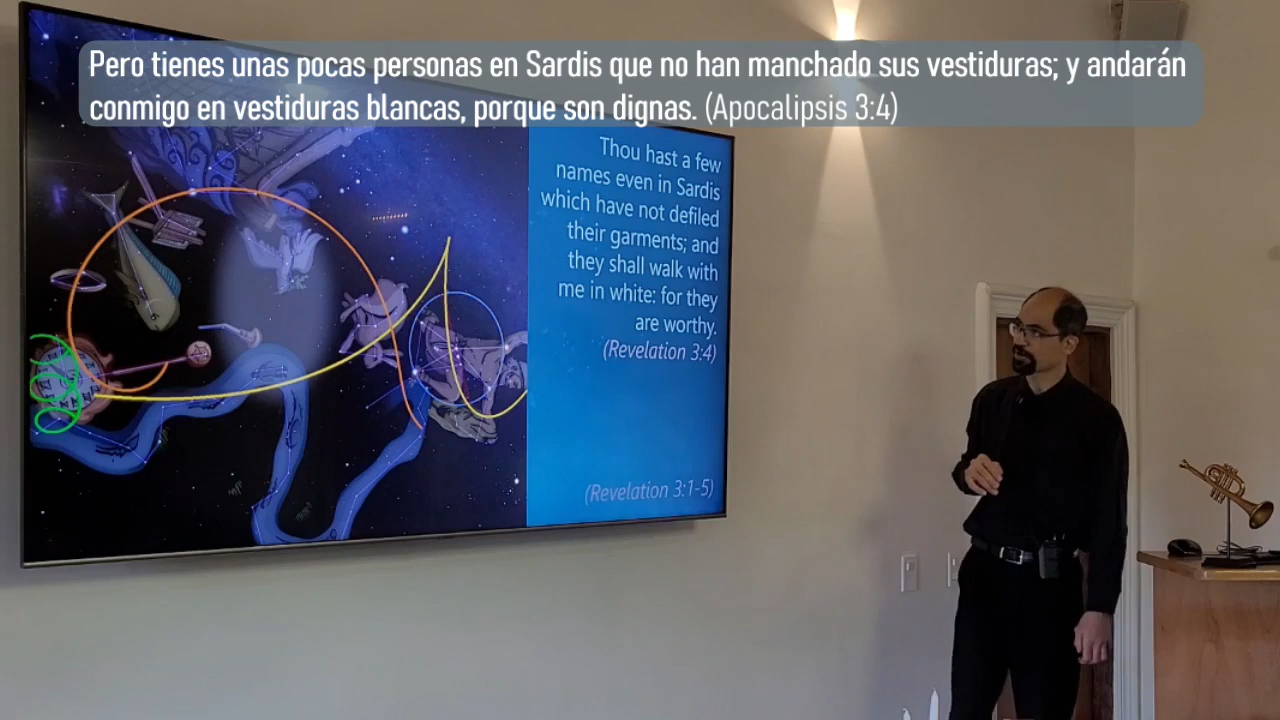 Pero tienes unas pocas personas en Sardis que no han manchado sus vestiduras; y andarán
conmigo en vestiduras blancas, porque son dignas. (Apocalipsis 3:4)
Thou hast a few
names even in Sardis
which have not defiled
their garments; and
they shall walk with
me in white: for they
are worthy.
(Revelation 3:4)
(Revelation 3:1-5)